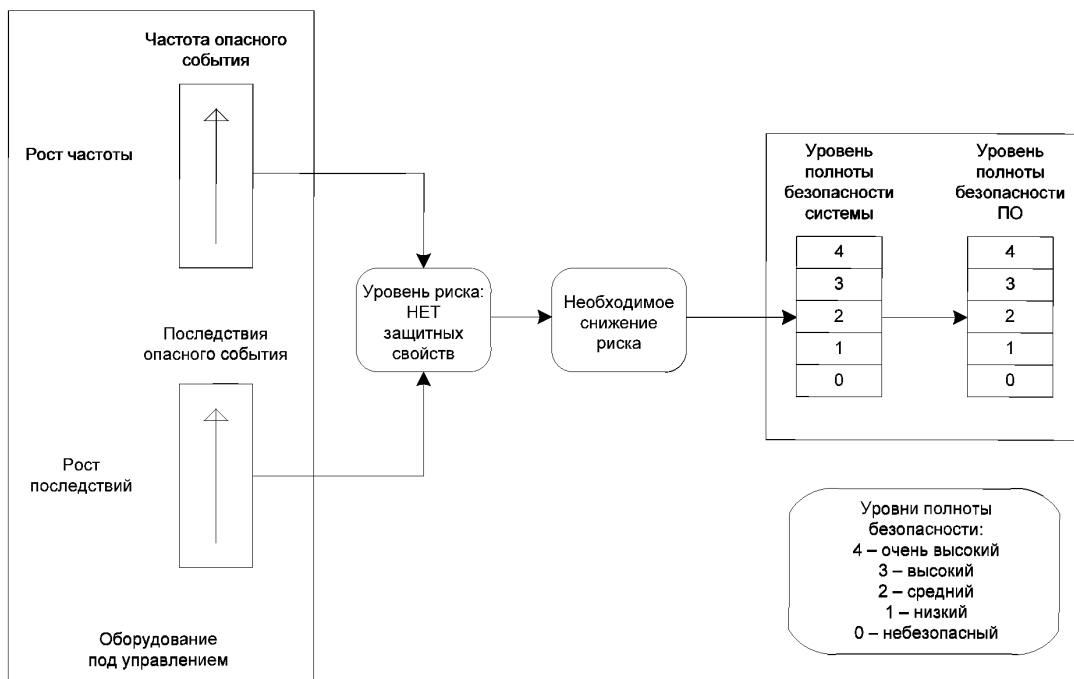 Частота опасного
события
Рост частоты
Последствия
опасного события
Рост
последствий
Оборудование
под управлением
Уровень риска:
НЕТ
защитных
свойств
Необходимое
снижение
риска
Уровень
полноты
безопасности
системы
4
3
2
1
0
Уровень
полноты
безопасности
ПО
4
3
2
1
0
Уровни полноты
безопасности:
4 – очень высокий
3 – высокий
2 – средний
1 – низкий
0 – небезопасный